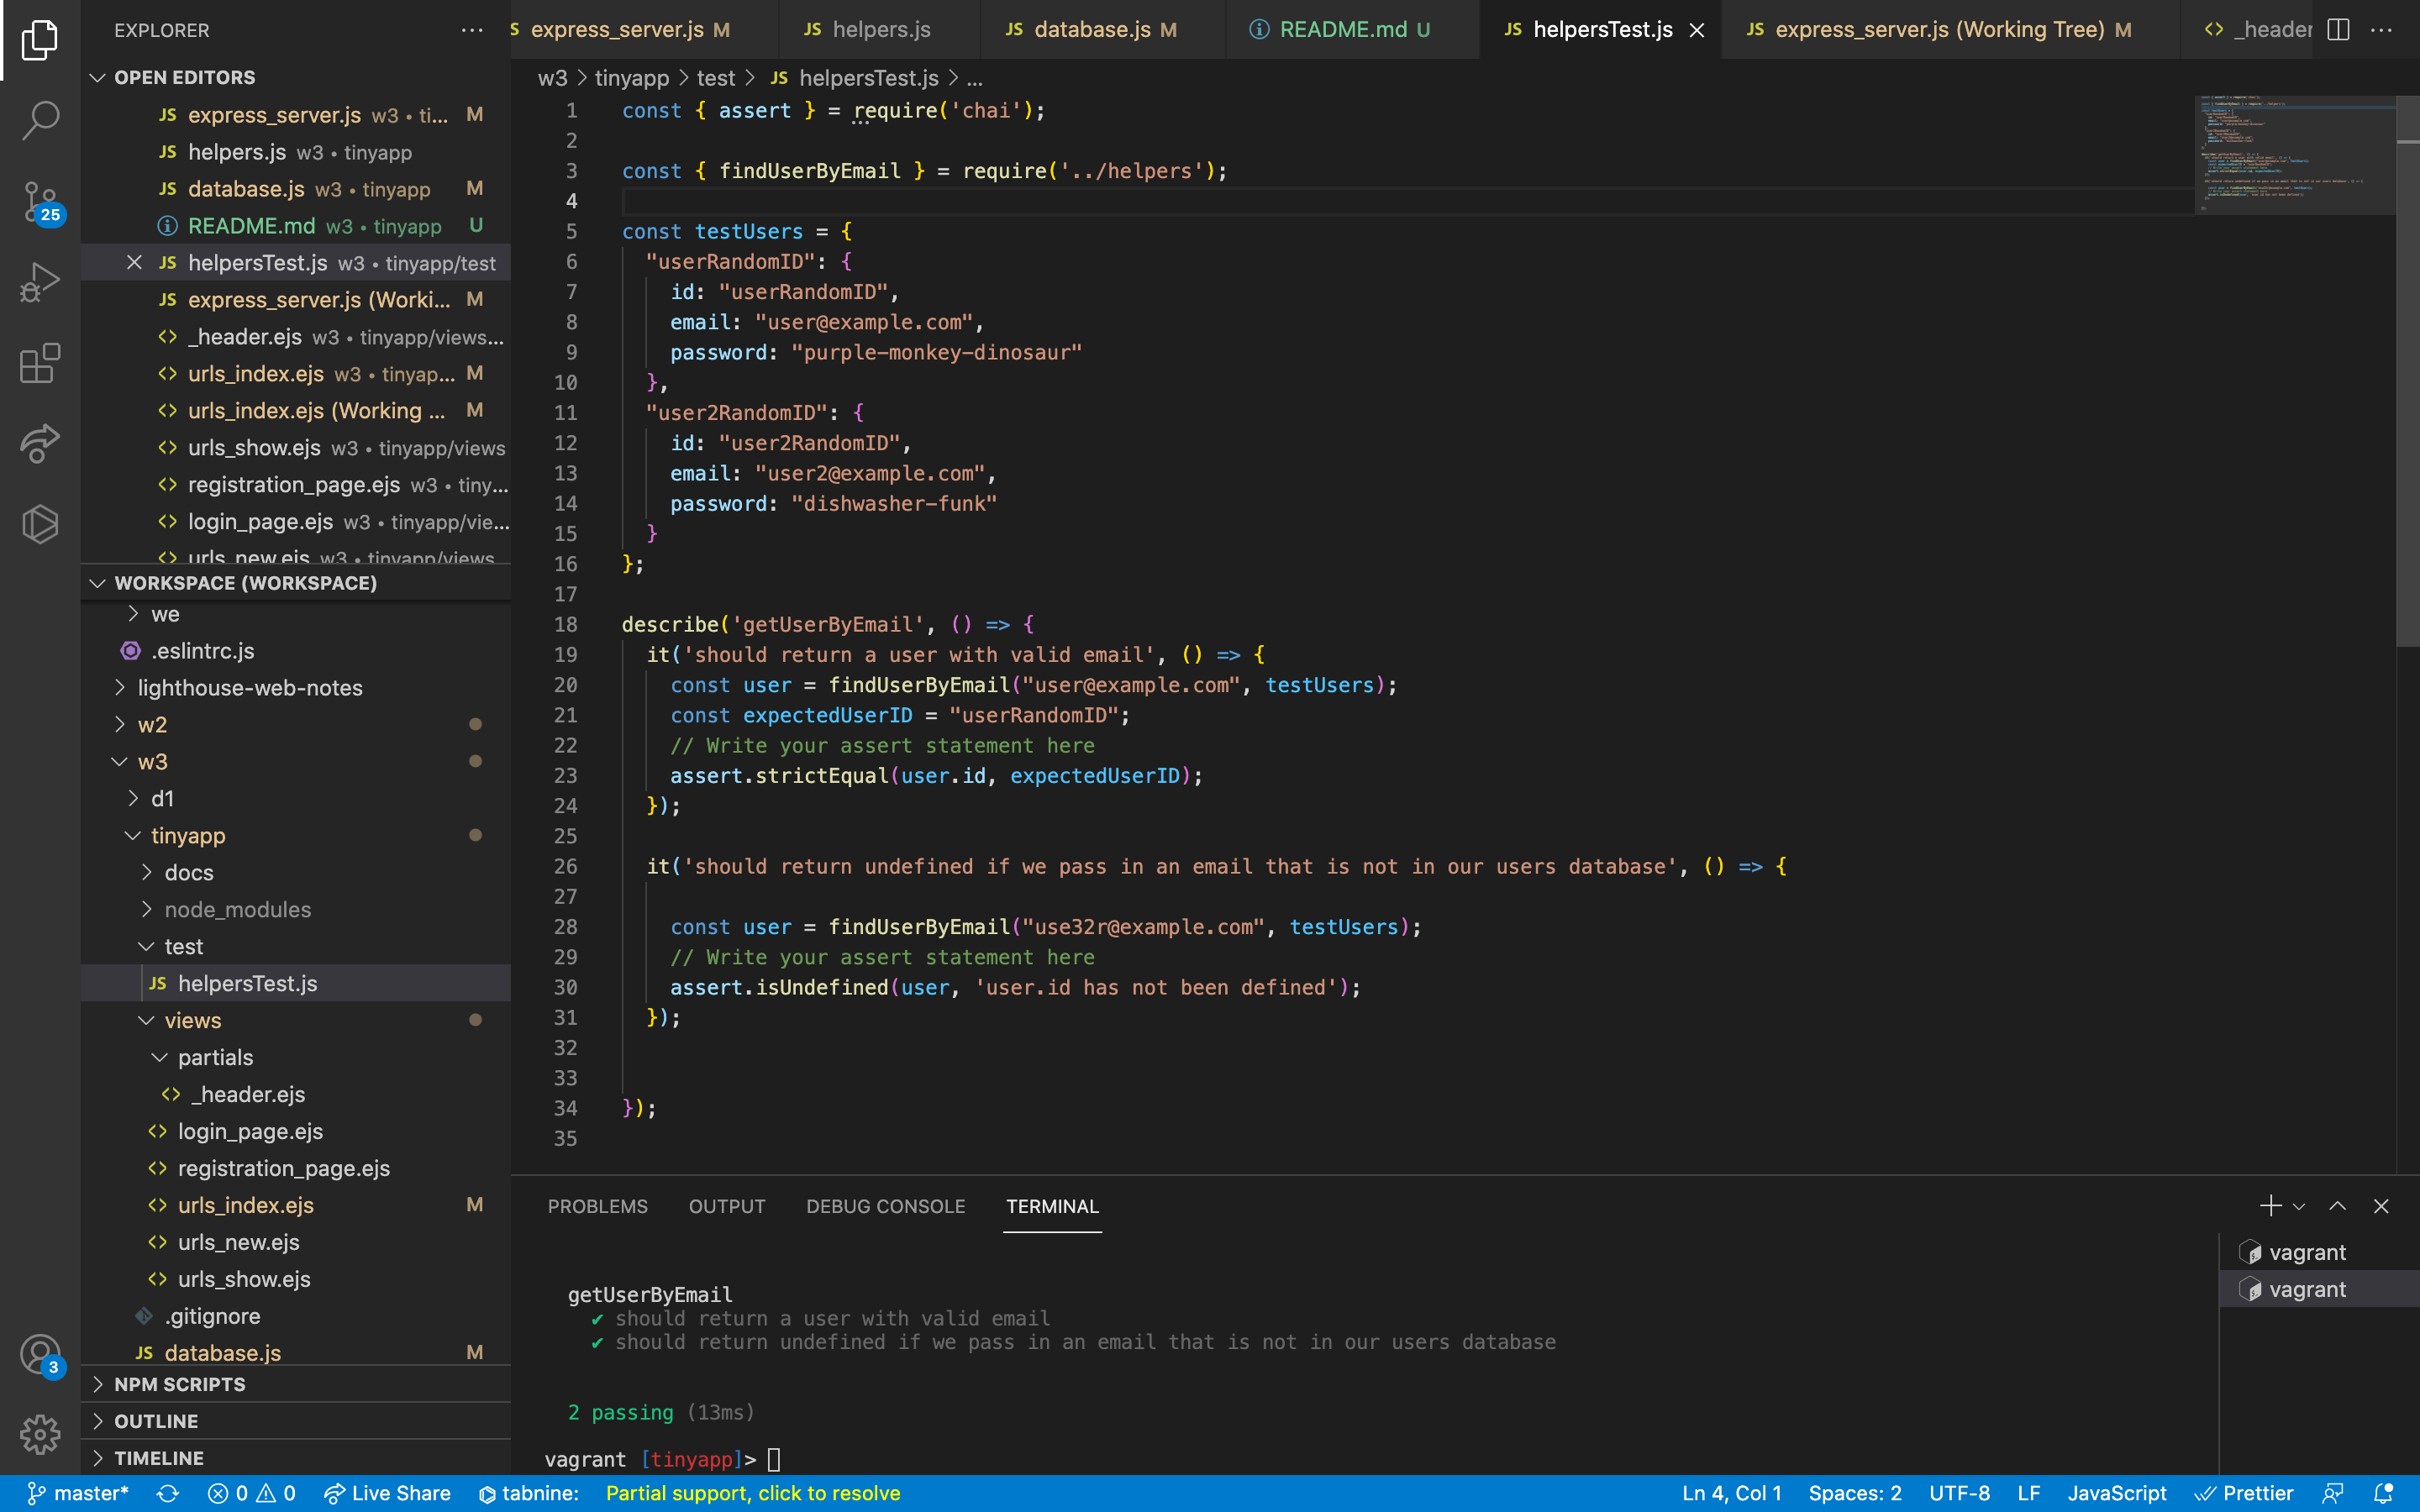 EXPLORER
OPEN EDITORS
JS express_server.js w3 • ti... M
JS helpers.js w3 • tinyapp
JS database.js w3 • tinyapp M
README.md w3 • tinyapp U
JS helpersTest.js w3 • tinyapp/test
JS express_server.js (Worki... M
<> _header.ejs w3 • tinyapp/views...
<> urls_index.ejs w3 • tinyap... M
<> urls_index.ejs (Working ... M
<> urls_show.ejs w3 • tinyapp/views
<> registration_page.ejs w3 • tiny...
<> login_page.ejs w3 • tinyapp/vie...
<> urls_new.ejs w3 • tinyapp/views
WORKSPACE (WORKSPACE)
we
.eslintrc.js
lighthouse-web-notes
w2
w3
d1
tinyapp
docs
node_modules
test
JS helpersTest.js
views
partials
<> _header.ejs
<> login_page.ejs
<> registration_page.ejs
<> urls_index.ejs M
<> urls_new.ejs
<> urls_show.ejs
.gitignore
JS database.js M
NPM SCRIPTS
OUTLINE
TIMELINE
25
3
S express_server.js M
JS helpers.js
JS database.js M
README.md U
JS helpersTest.js
JS express_server.js (Working Tree) M
<> _header
w3 > tinyapp > test > JS helpersTest.js > ...
1 const { assert } = require('chai');
2
3 const { findUserByEmail } = require('../helpers');
4
5 const testUsers = {
6 "userRandomID": {
7 id: "userRandomID",
8 email: "user@example.com",
9 password: "purple-monkey-dinosaur"
10 },
11 "user2RandomID": {
12 id: "user2RandomID",
13 email: "user2@example.com",
14 password: "dishwasher-funk"
15 }
16 };
17
18 describe('getUserByEmail', () => {
19 it('should return a user with valid email', () => {
20 const user = findUserByEmail("user@example.com", testUsers);
21 const expectedUserID = "userRandomID";
22 // Write your assert statement here
23 assert.strictEqual(user.id, expectedUserID);
24 });
25
26 it('should return undefined if we pass in an email that is not in our users database', () => {
27
28 const user = findUserByEmail("use32r@example.com", testUsers);
29 // Write your assert statement here
30 assert.isUndefined(user, 'user.id has not been defined');
31 });
32
33
34 });
35
PROBLEMS OUTPUT DEBUG CONSOLE TERMINAL
getUserByEmail
✔ should return a user with valid email
✔ should return undefined if we pass in an email that is not in our users database
2 passing (13ms)
vagrant [tinyapp]>
vagrant
vagrant
master* 0 0 Live Share tabnine: Partial support, click to resolve Ln 4, Col 1 Spaces: 2 UTF-8 LF JavaScript Prettier